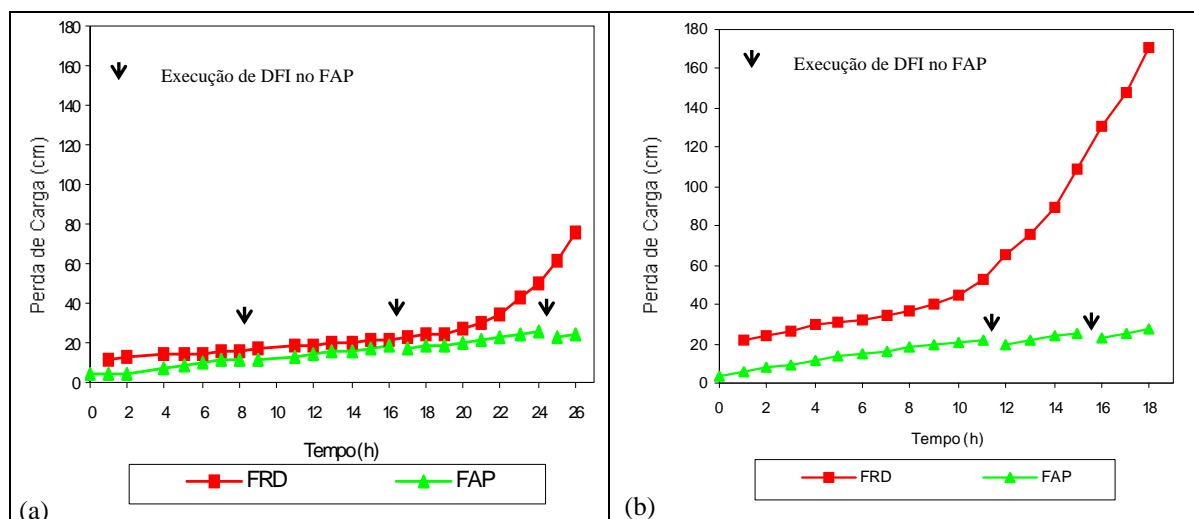 180
160
140
120
100
80
60
40
20
0
Perda de Carga (cm)
Execução de DFI no FAP
0 2 4 6 8 10 12 14 16 18 20 22 24 26
Tempo (h)
FRD FAP
(a)
180
160
140
120
100
80
60
40
20
0
Perda de Carga (cm)
Execução de DFI no FAP
0 2 4 6 8 10 12 14 16 18
Tempo (h)
FRD FAP
(b)